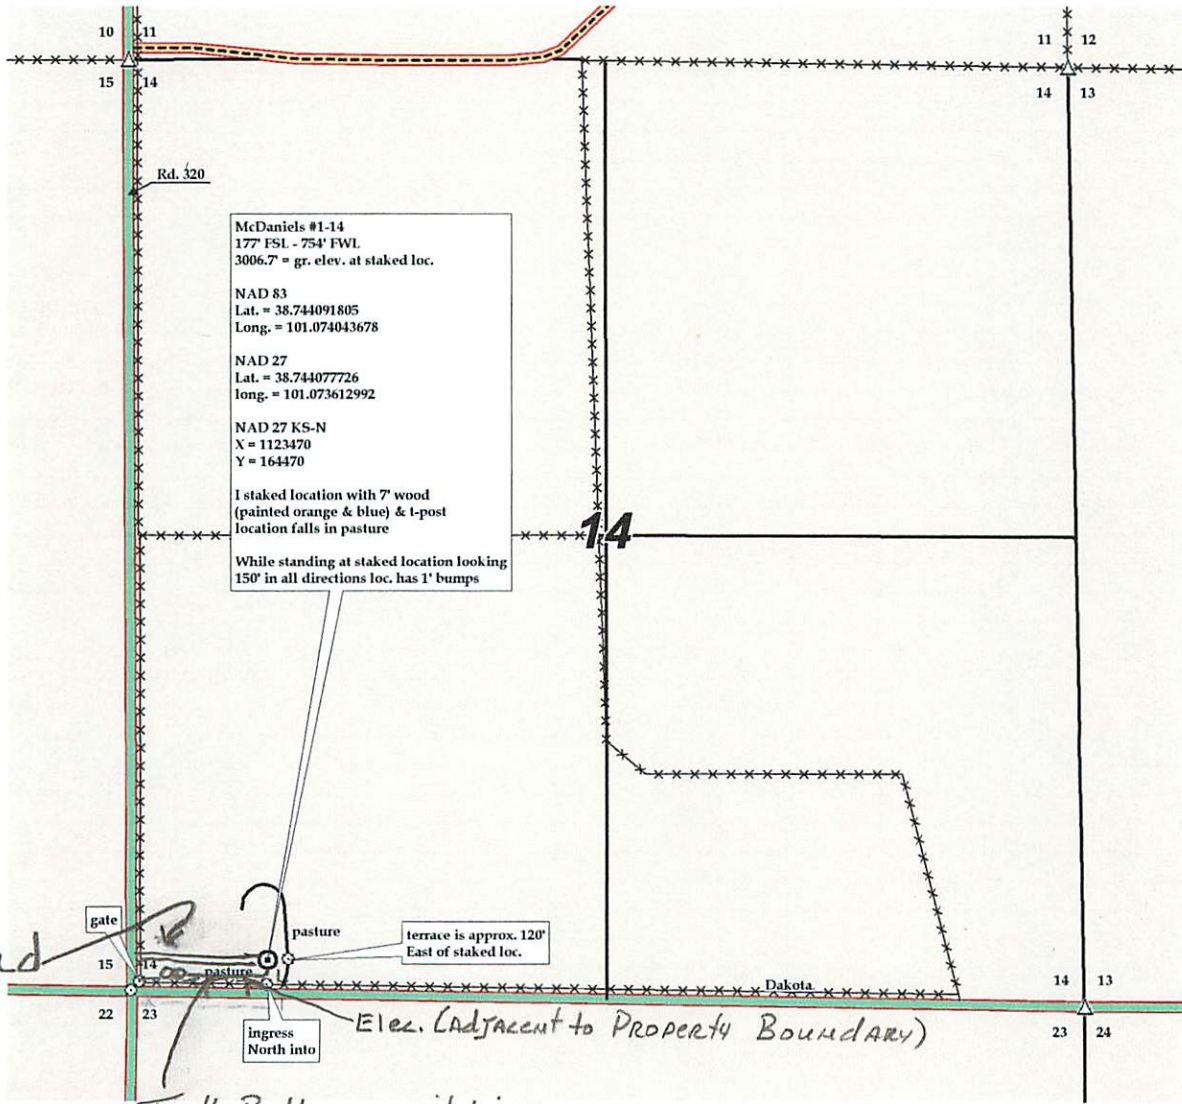 10 11
15 14
11 12
14 13
Rd. 320
McDaniels #1-14
177' FSL - 754' FWL
3006.7' = gr. elev. at staked loc.
NAD 83
Lat. = 38.744091805
Long. = 101.074043678
NAD 27
Lat. = 38.744077726
long. = 101.073612992
NAD 27 KS-N
X = 1123470
Y = 164470
I staked location with 7' wood
(painted orange & blue) & t-post
location falls in pasture
While standing at staked location looking
150' in all directions loc. has 1' bumps
14
gate
pasture
terrace is approx. 120'
East of staked loc.
15 14
pasture
Dakota
14 13
22 23
ingress
North into
Elec. (Adjacent to Property Boundary)
23 24